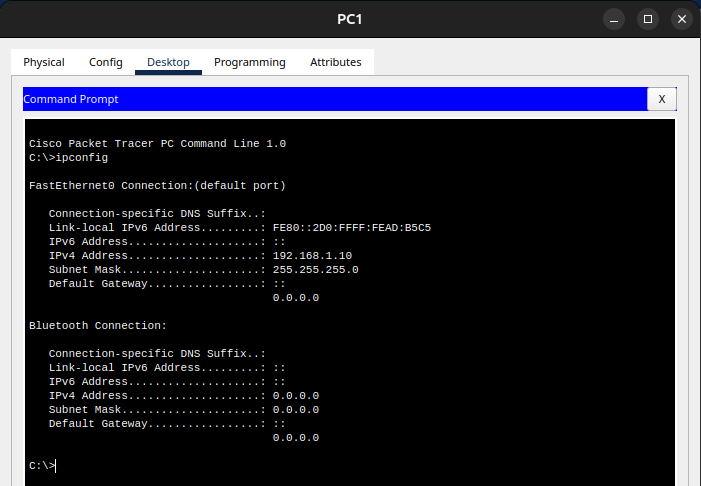 PC1
Physical Config Desktop Programming Attributes
Command Prompt X
Cisco Packet Tracer PC Command Line 1.0
C:\>ipconfig
FastEthernet0 Connection:(default port)
Connection-specific DNS Suffix..:
Link-local IPv6 Address.........: FE80::2D0:FFFF:FEAD:B5C5
IPv6 Address....................: ::
IPv4 Address....................: 192.168.1.10
Subnet Mask.....................: 255.255.255.0
Default Gateway.................: ::
0.0.0.0
Bluetooth Connection:
Connection-specific DNS Suffix..:
Link-local IPv6 Address.........: ::
IPv6 Address....................: ::
IPv4 Address....................: 0.0.0.0
Subnet Mask.....................: 0.0.0.0
Default Gateway.................: ::
0.0.0.0
C:\>